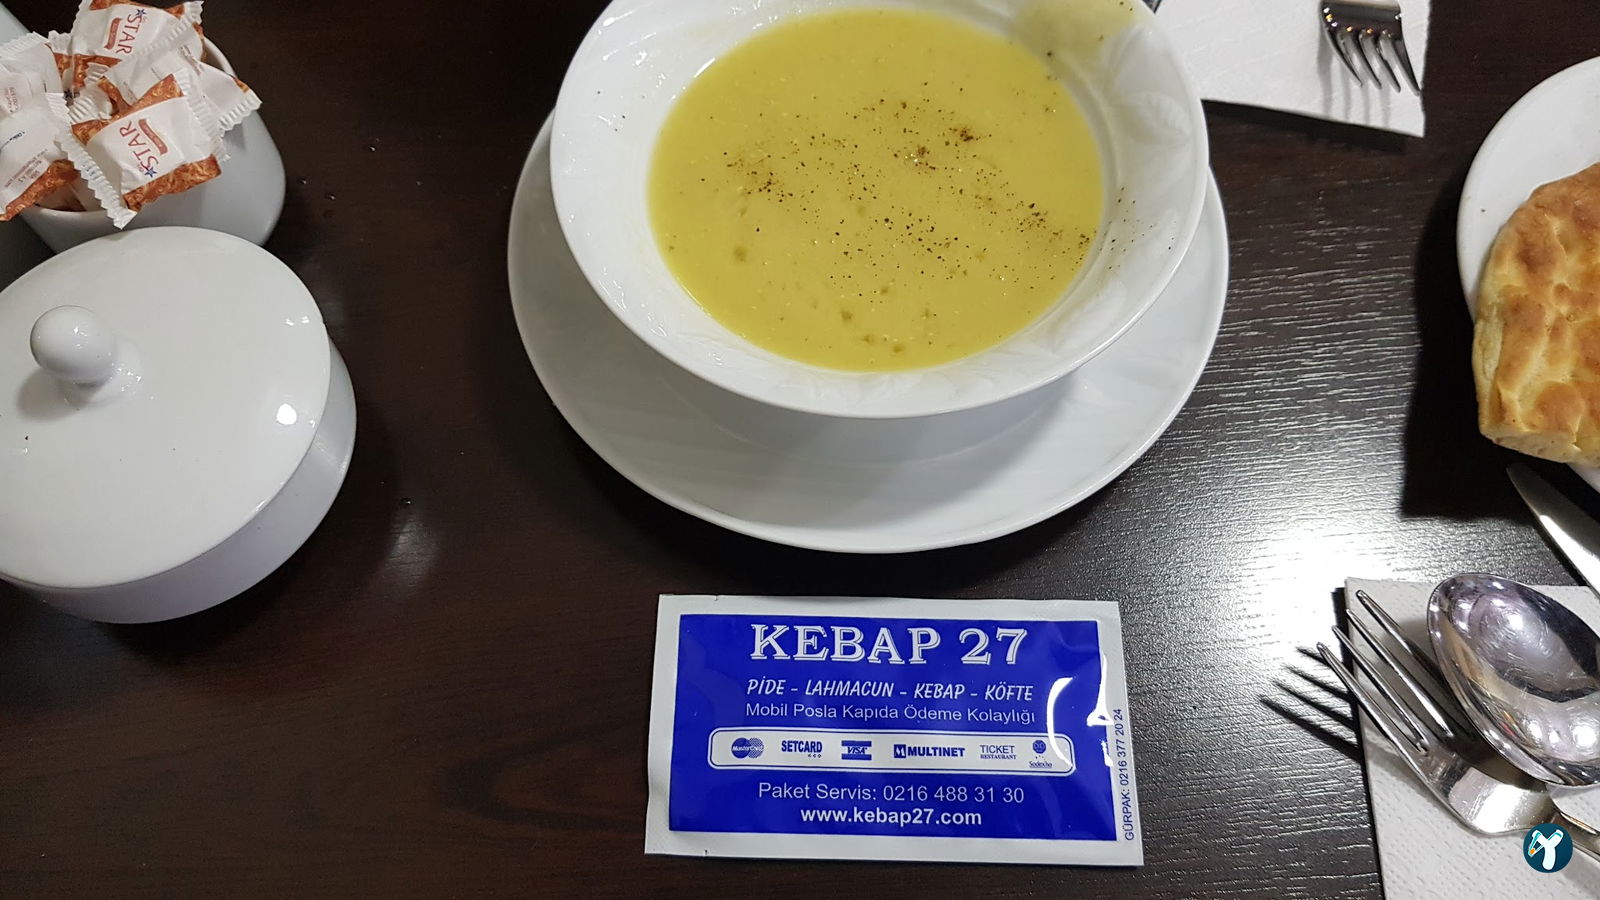 STAR
STAR
KEBAP 27
PİDE - LAHMACUN - KEBAP - KÖFTE
Mobil Posla Kapıda Ödeme Kolaylığı
MasterCard SETCARD VISA MULTINET TICKET RESTAURANT Sodexho
Paket Servis: 0216 488 31 30
www.kebap27.com
GÜRPAK: 0216 377 20 24